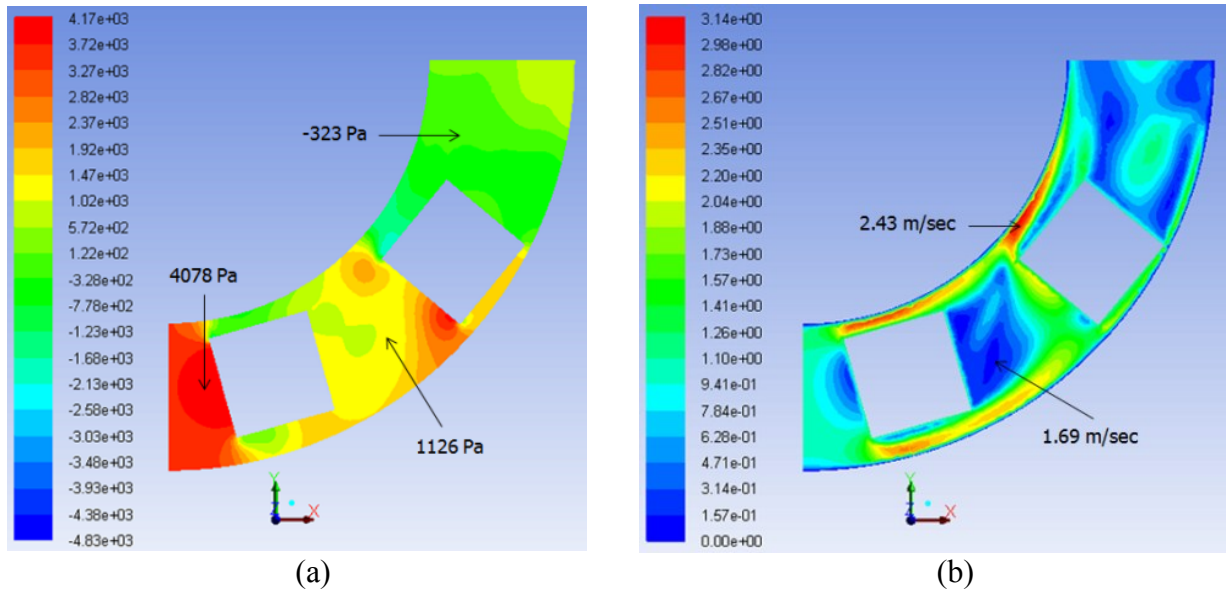 4.17e+03
3.72e+03
3.27e+03
2.82e+03
2.37e+03
1.92e+03
1.47e+03
1.02e+03
5.72e+02
1.22e+02
-3.28e+02
-7.78e+02
-1.23e+03
-1.68e+03
-2.13e+03
-2.58e+03
-3.03e+03
-3.48e+03
-3.93e+03
-4.38e+03
-4.83e+03
-323 Pa
4078 Pa
1126 Pa
Y
Z
X
(a)
3.14e+00
2.98e+00
2.82e+00
2.67e+00
2.51e+00
2.35e+00
2.20e+00
2.04e+00
1.88e+00
1.73e+00
1.57e+00
1.41e+00
1.26e+00
1.10e+00
9.41e-01
7.84e-01
6.28e-01
4.71e-01
3.14e-01
1.57e-01
0.00e+00
2.43 m/sec
1.69 m/sec
Y
Z
X
(b)